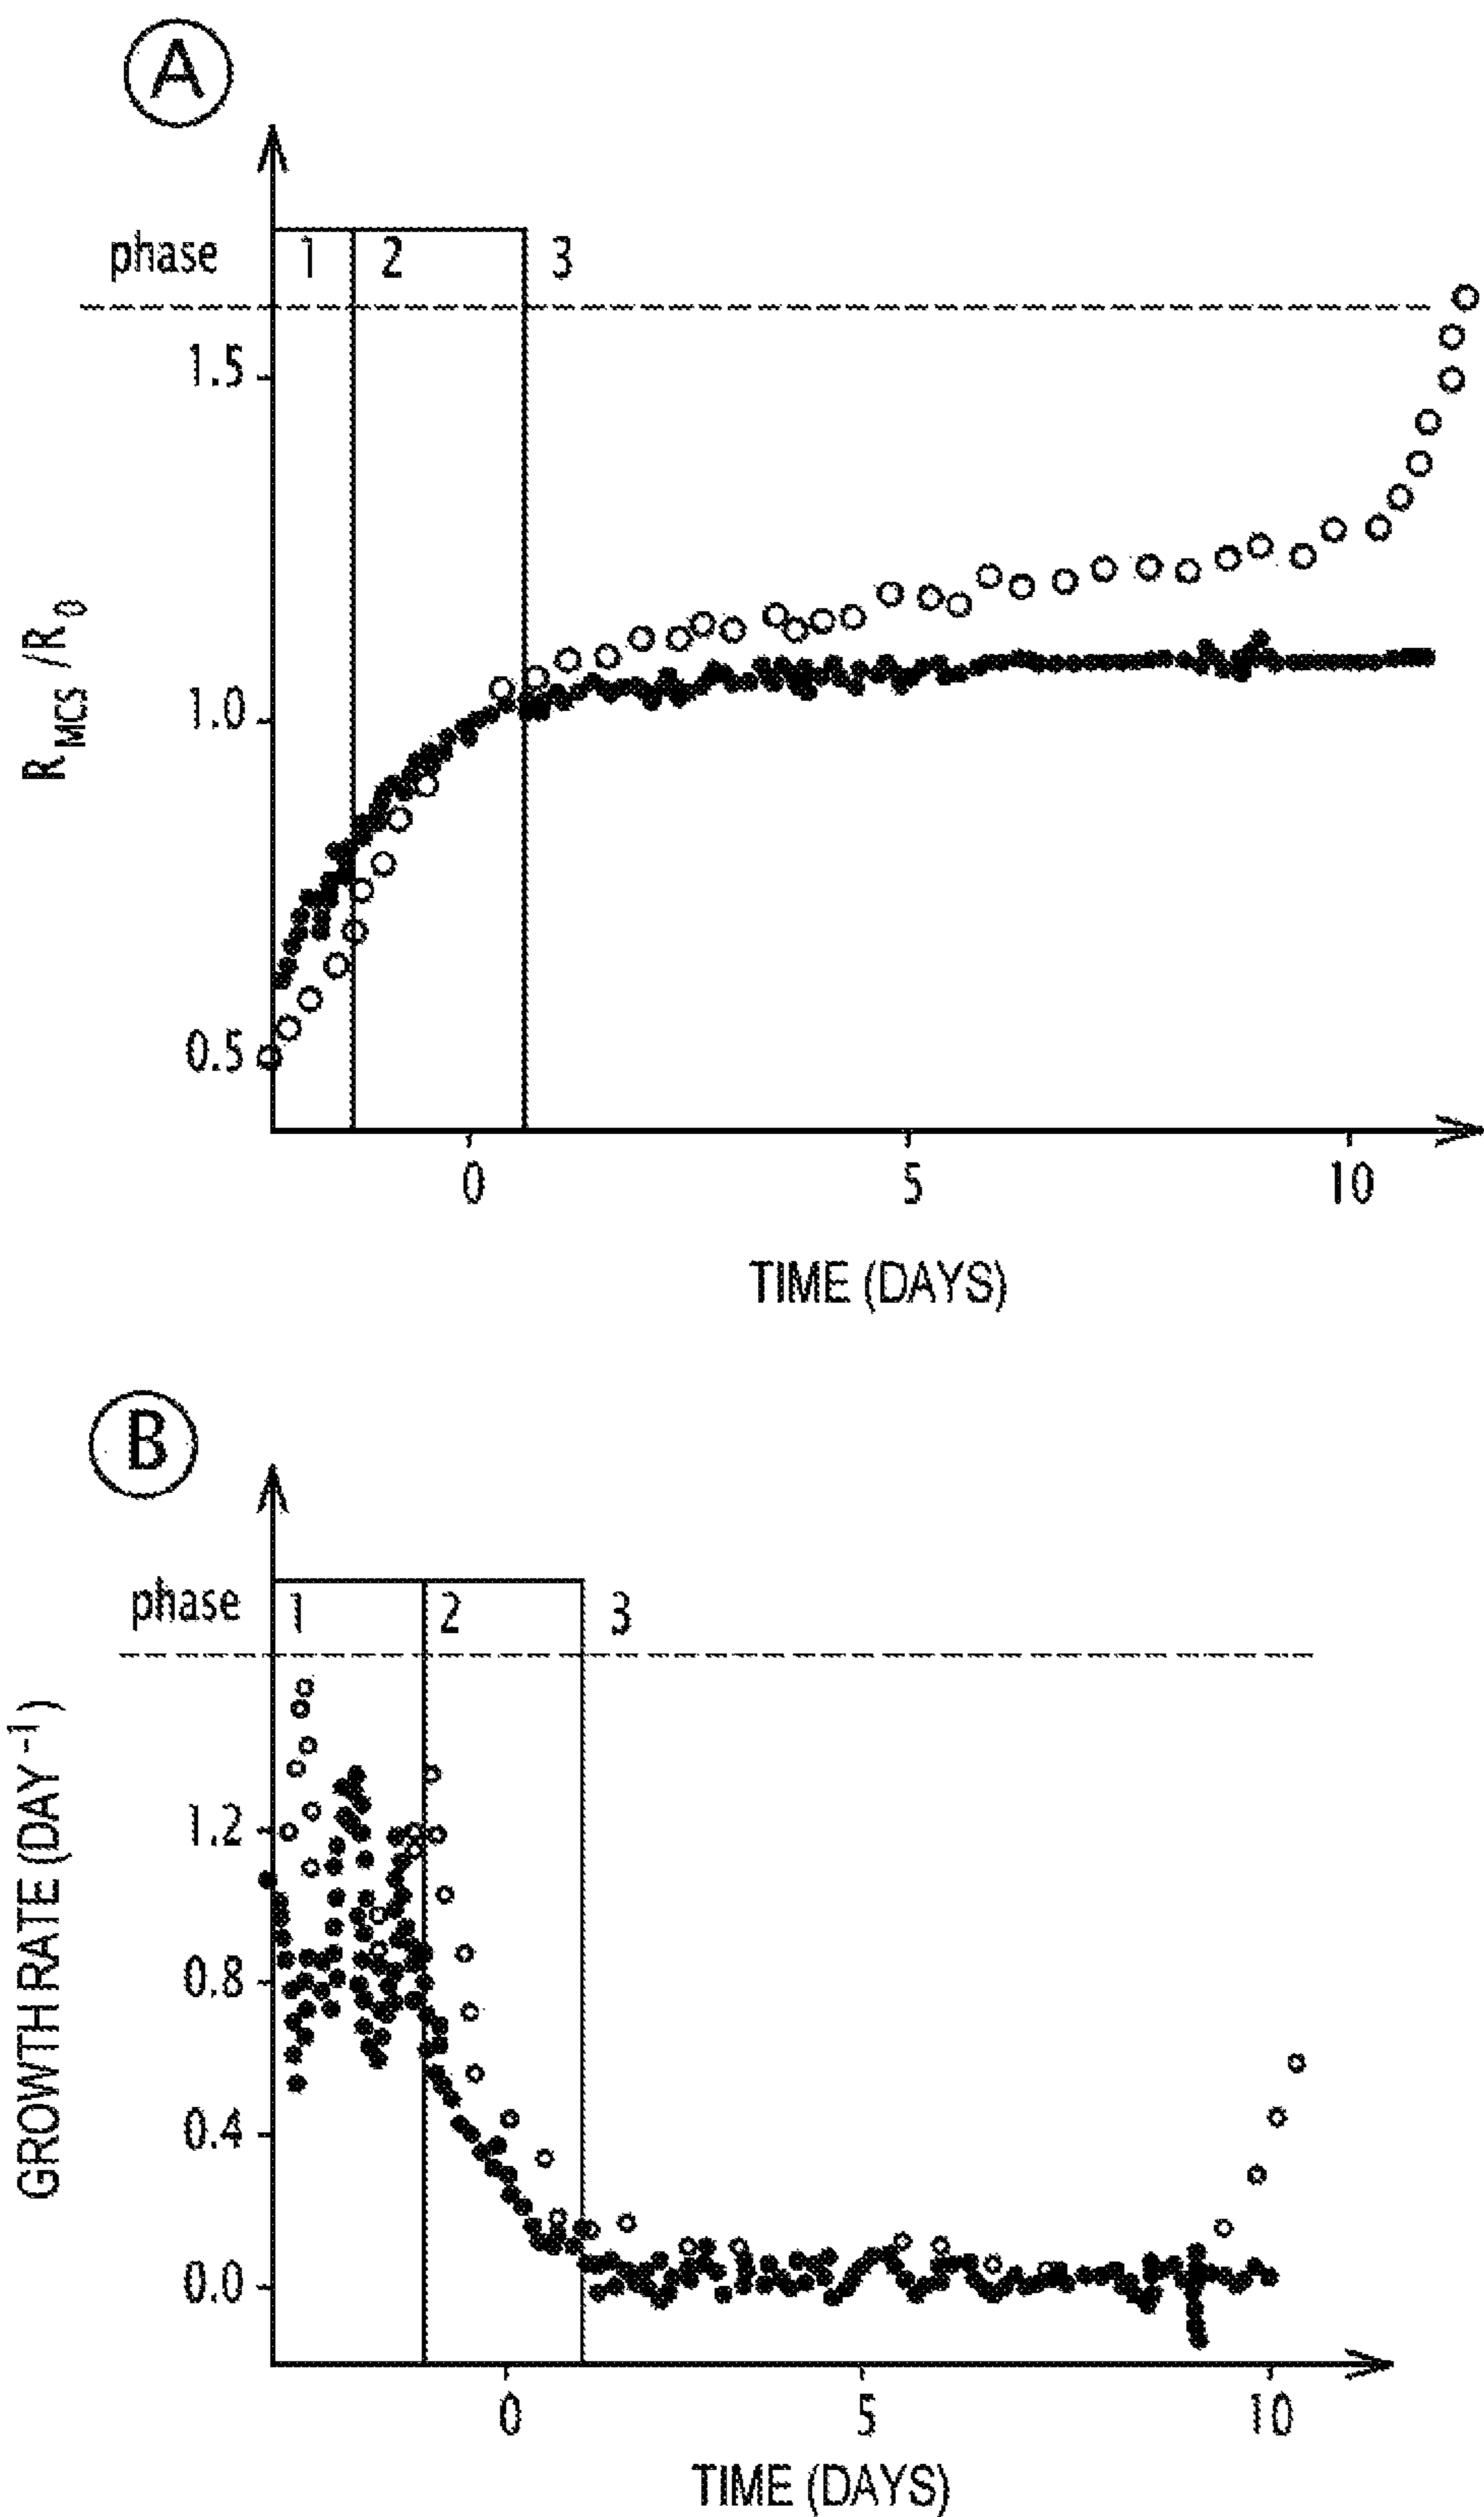 A
phase 1 2 3
1.5
1.0
0.5
R_MCS /R_0
0 5 10
TIME (DAYS)
B
phase 1 2 3
1.2
0.8
0.4
0.0
GROWTH RATE (DAY⁻¹)
0 5 10
TIME (DAYS)